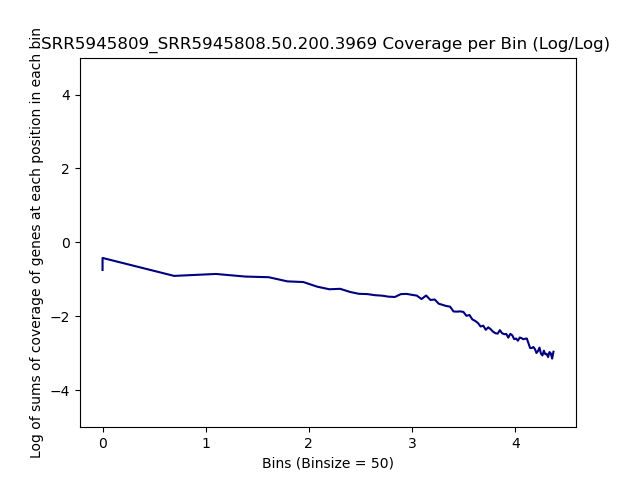 SRR5945809_SRR5945808.50.200.3969 Coverage per Bin (Log/Log)
Log of sums of coverage of genes at each position in each bin
4
2
0
−2
−4
0 1 2 3 4
Bins (Binsize = 50)